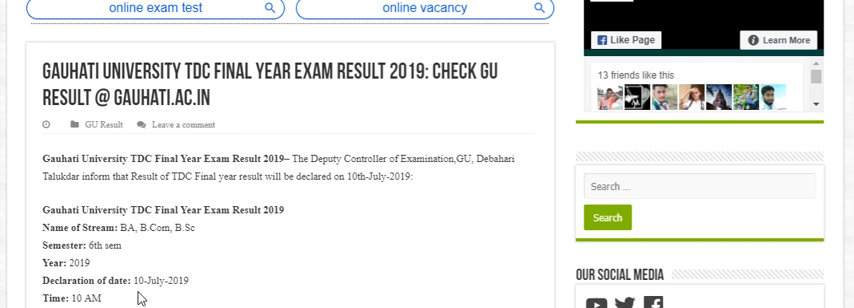 online exam test
online vacancy
GAUHATI UNIVERSITY TDC FINAL YEAR EXAM RESULT 2019: CHECK GU
RESULT @ GAUHATI.AC.IN
GU Result Leave a comment
Gauhati University TDC Final Year Exam Result 2019– The Deputy Controller of Examination,GU, Debahari
Talukdar inform that Result of TDC Final year result will be declared on 10th-July-2019:
Gauhati University TDC Final Year Exam Result 2019
Name of Stream: BA, B.Com, B.Sc
Semester: 6th sem
Year: 2019
Declaration of date: 10-July-2019
Time: 10 AM
Like Page
Learn More
13 friends like this
Search ...
Search
OUR SOCIAL MEDIA